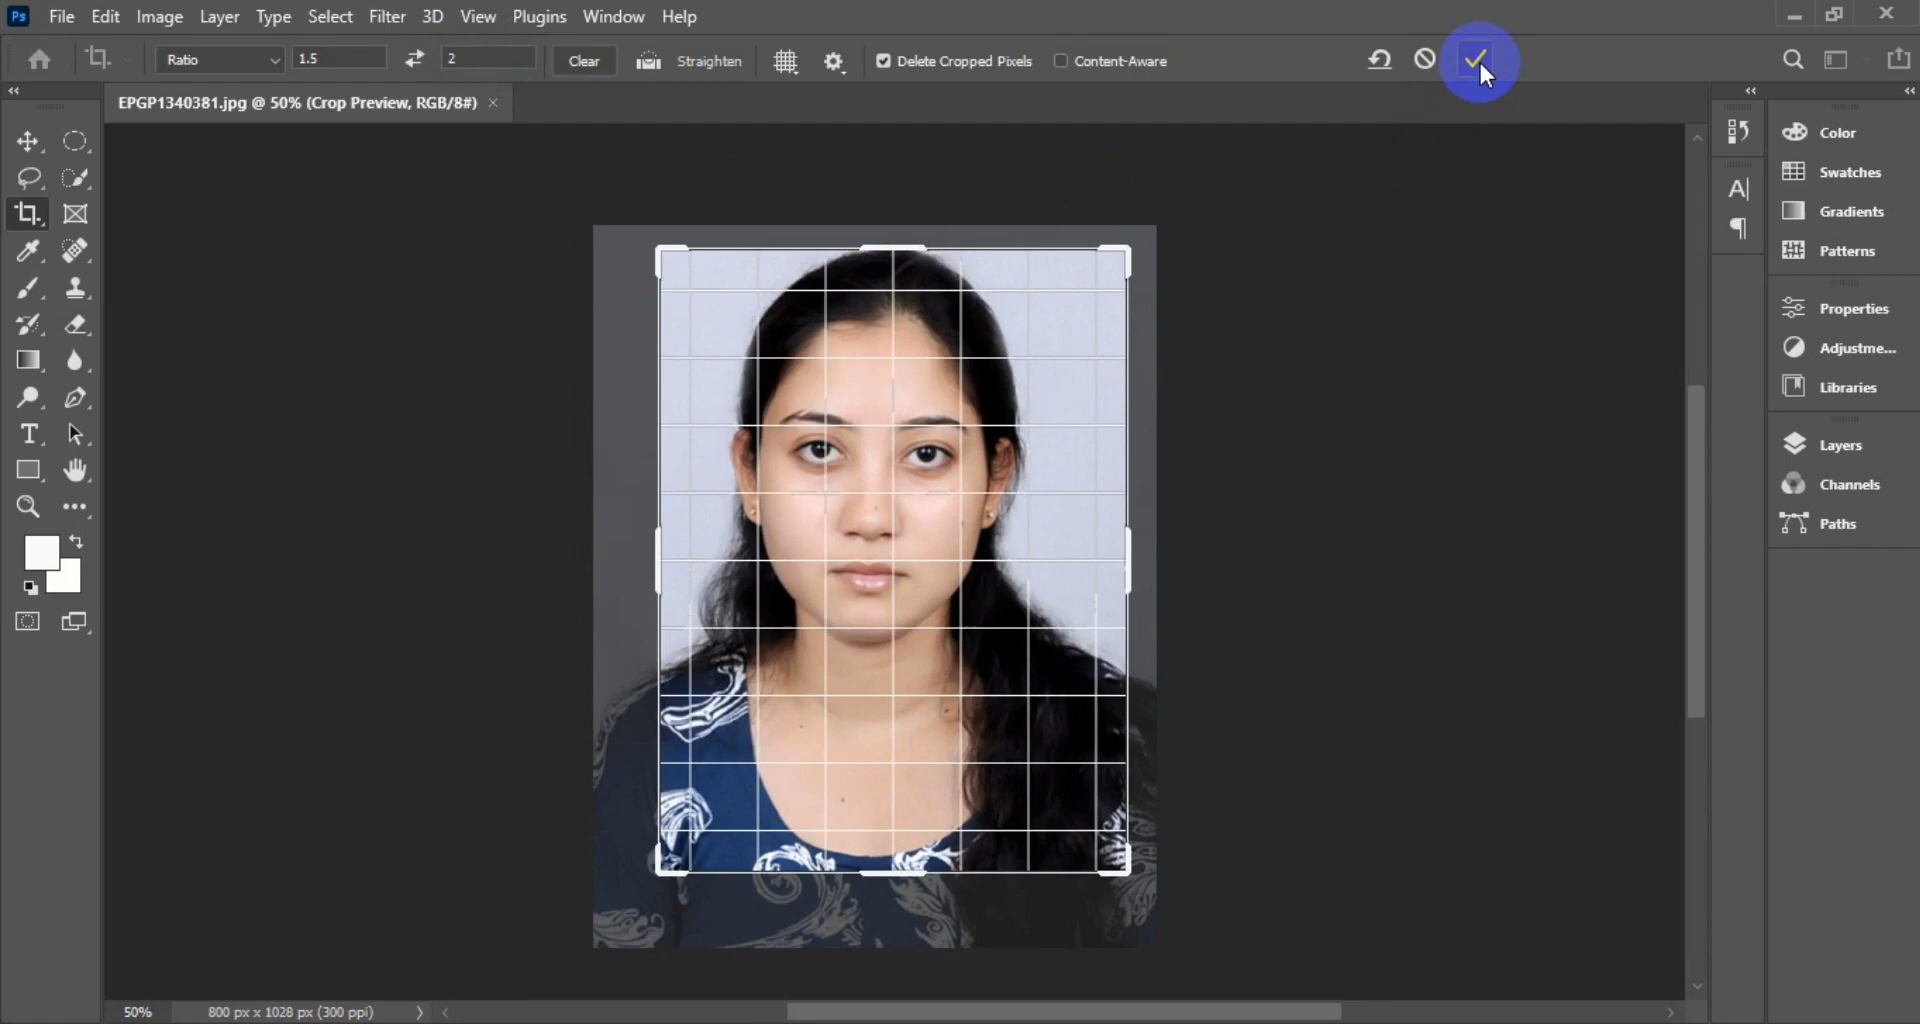 Ps File Edit Image Layer Type Select Filter 3D View Plugins Window Help
Ratio 1.5 2 Clear Straighten Delete Cropped Pixels Content-Aware
EPGP1340381.jpg @ 50% (Crop Preview, RGB/8#) ×
Color
Swatches
Gradients
Patterns
Properties
Adjustme...
Libraries
Layers
Channels
Paths
50% 800 px x 1028 px (300 ppi)